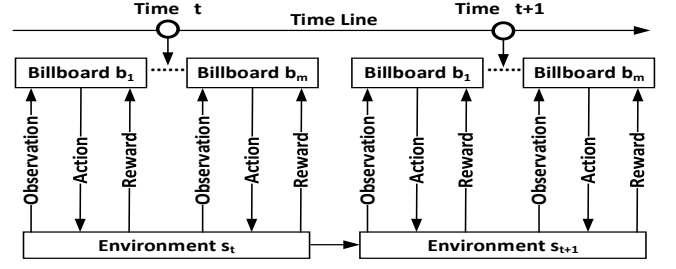 Time t Time Line Time t+1
Billboard b₁ Billboard bₘ Billboard b₁ Billboard bₘ
Observation Action Reward Observation Action Reward Observation Action Reward Observation Action Reward
Environment sₜ Environment sₜ₊₁